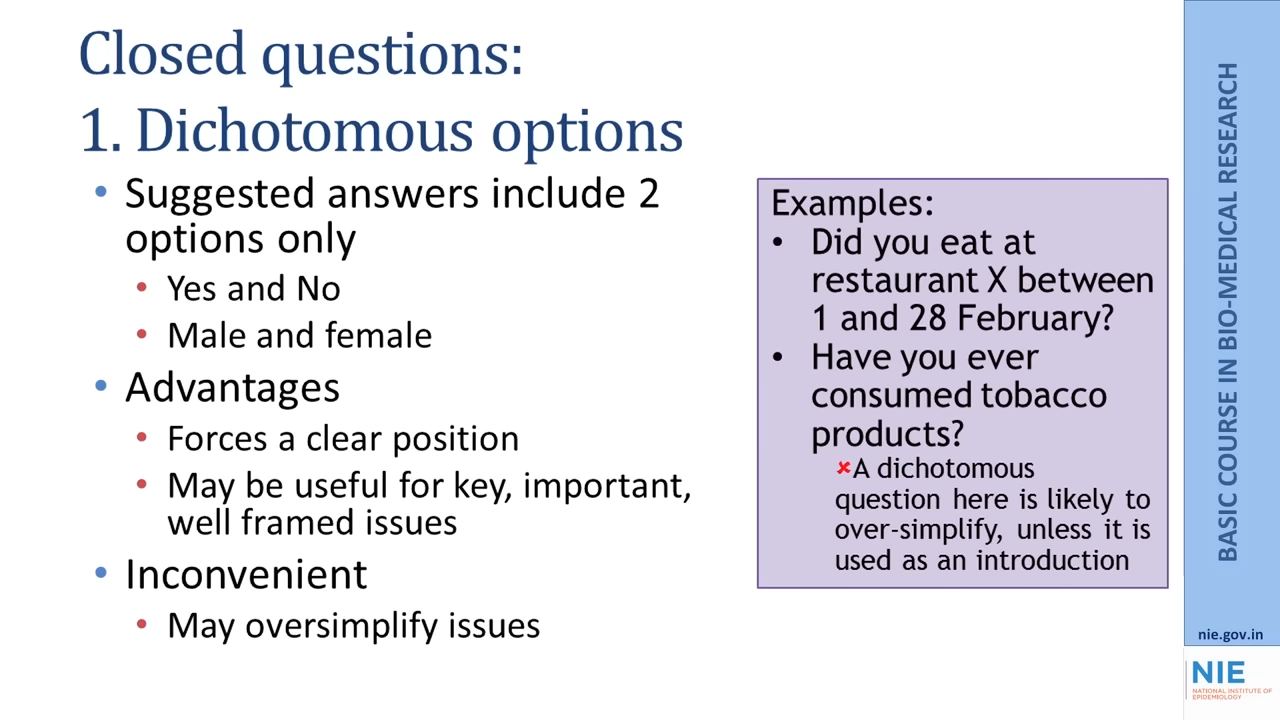 Closed questions:
1. Dichotomous options
• Suggested answers include 2
options only
• Yes and No
• Male and female
• Advantages
• Forces a clear position
• May be useful for key, important,
well framed issues
• Inconvenient
• May oversimplify issues
Examples:
• Did you eat at
restaurant X between
1 and 28 February?
• Have you ever
consumed tobacco
products?
✘A dichotomous
question here is likely to
over-simplify, unless it is
used as an introduction
BASIC COURSE IN BIO-MEDICAL RESEARCH
nie.gov.in
NIE
NATIONAL INSTITUTE OF
EPIDEMIOLOGY